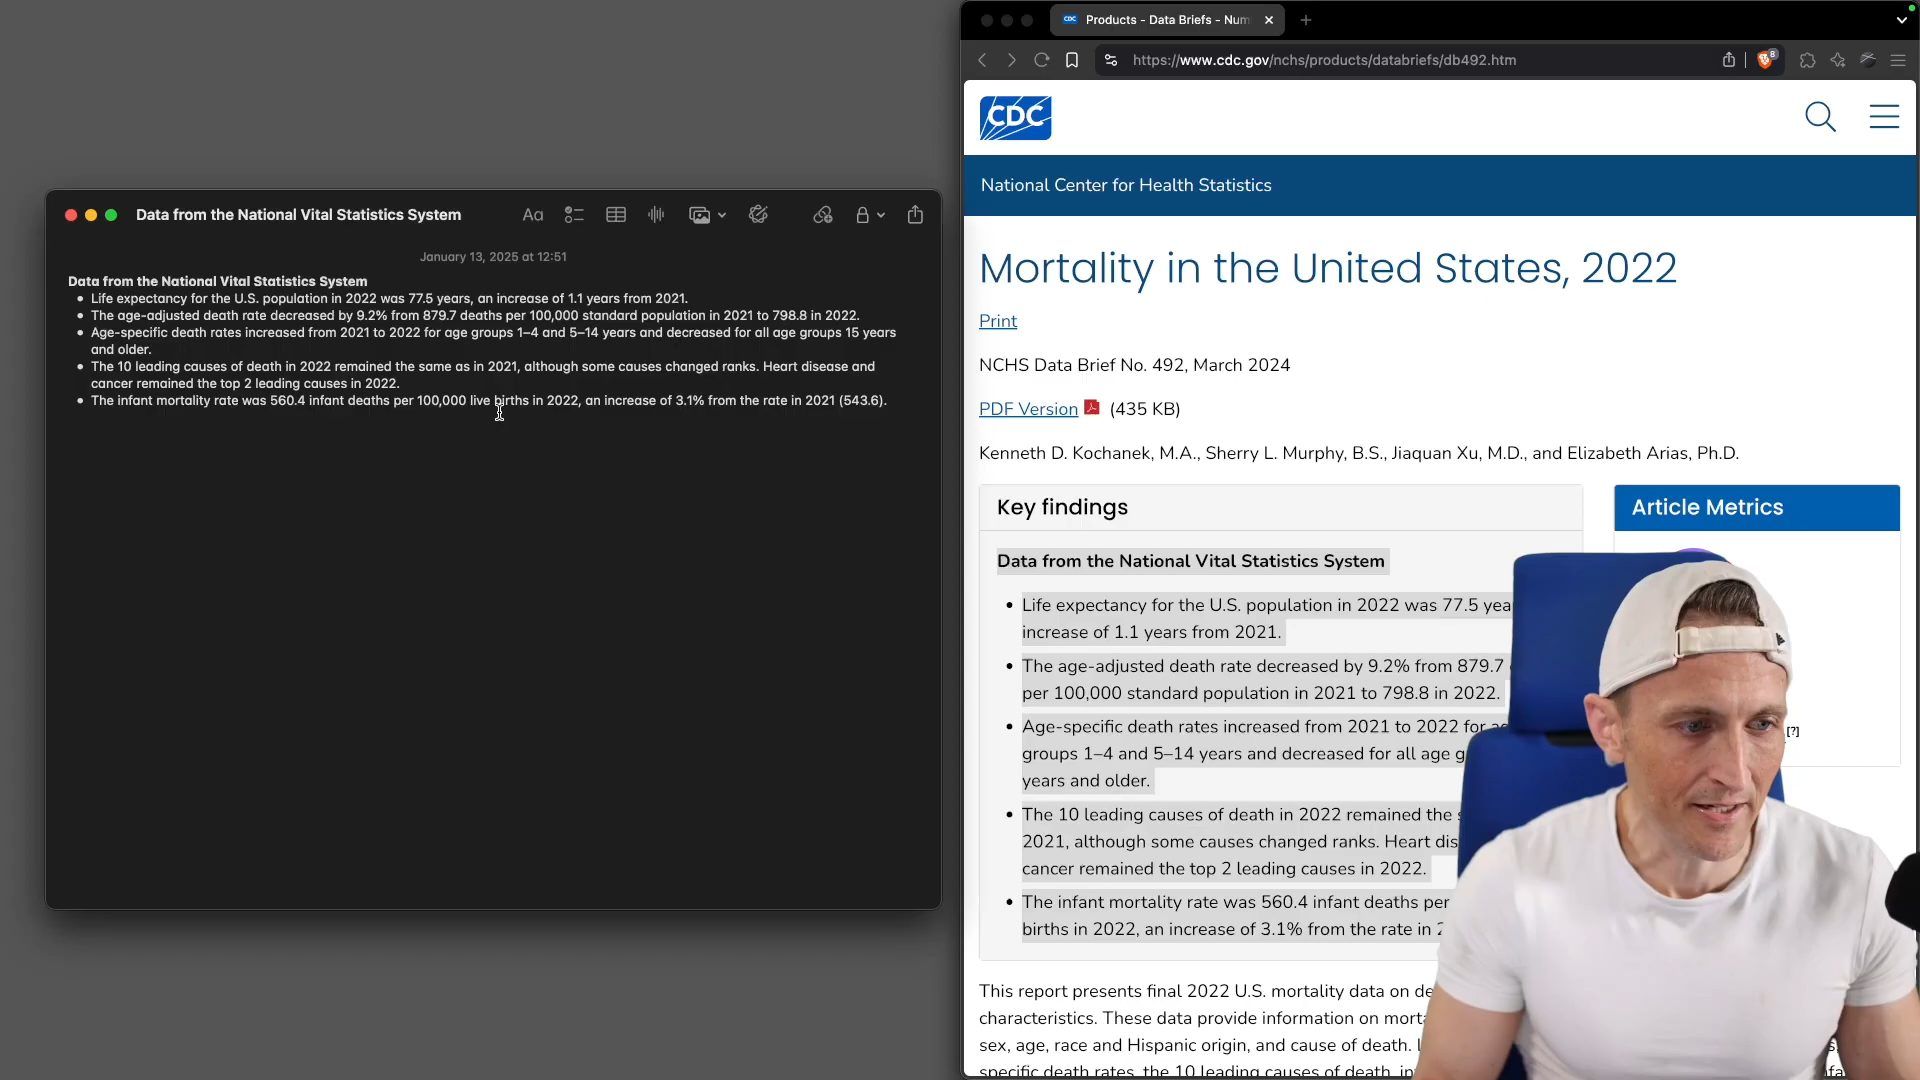 Data from the National Vital Statistics System
January 13, 2025 at 12:51
Data from the National Vital Statistics System
• Life expectancy for the U.S. population in 2022 was 77.5 years, an increase of 1.1 years from 2021.
• The age-adjusted death rate decreased by 9.2% from 879.7 deaths per 100,000 standard population in 2021 to 798.8 in 2022.
• Age-specific death rates increased from 2021 to 2022 for age groups 1–4 and 5–14 years and decreased for all age groups 15 years
and older.
• The 10 leading causes of death in 2022 remained the same as in 2021, although some causes changed ranks. Heart disease and
cancer remained the top 2 leading causes in 2022.
• The infant mortality rate was 560.4 infant deaths per 100,000 live births in 2022, an increase of 3.1% from the rate in 2021 (543.6).
Aa
CDC Products - Data Briefs - Num
https://www.cdc.gov/nchs/products/databriefs/db492.htm
8
CDC
National Center for Health Statistics
Mortality in the United States, 2022
Print
NCHS Data Brief No. 492, March 2024
PDF Version (435 KB)
Kenneth D. Kochanek, M.A., Sherry L. Murphy, B.S., Jiaquan Xu, M.D., and Elizabeth Arias, Ph.D.
Key findings
Data from the National Vital Statistics System
• Life expectancy for the U.S. population in 2022 was 77.5 yea
increase of 1.1 years from 2021.
• The age-adjusted death rate decreased by 9.2% from 879.7
per 100,000 standard population in 2021 to 798.8 in 2022.
• Age-specific death rates increased from 2021 to 2022 for
groups 1–4 and 5–14 years and decreased for all age g
years and older.
• The 10 leading causes of death in 2022 remained the
2021, although some causes changed ranks. Heart dis
cancer remained the top 2 leading causes in 2022.
• The infant mortality rate was 560.4 infant deaths per
births in 2022, an increase of 3.1% from the rate in
Article Metrics
[?]
This report presents final 2022 U.S. mortality data on de
characteristics. These data provide information on morta
sex, age, race and Hispanic origin, and cause of death.
specific death rates, the 10 leading causes of death, in